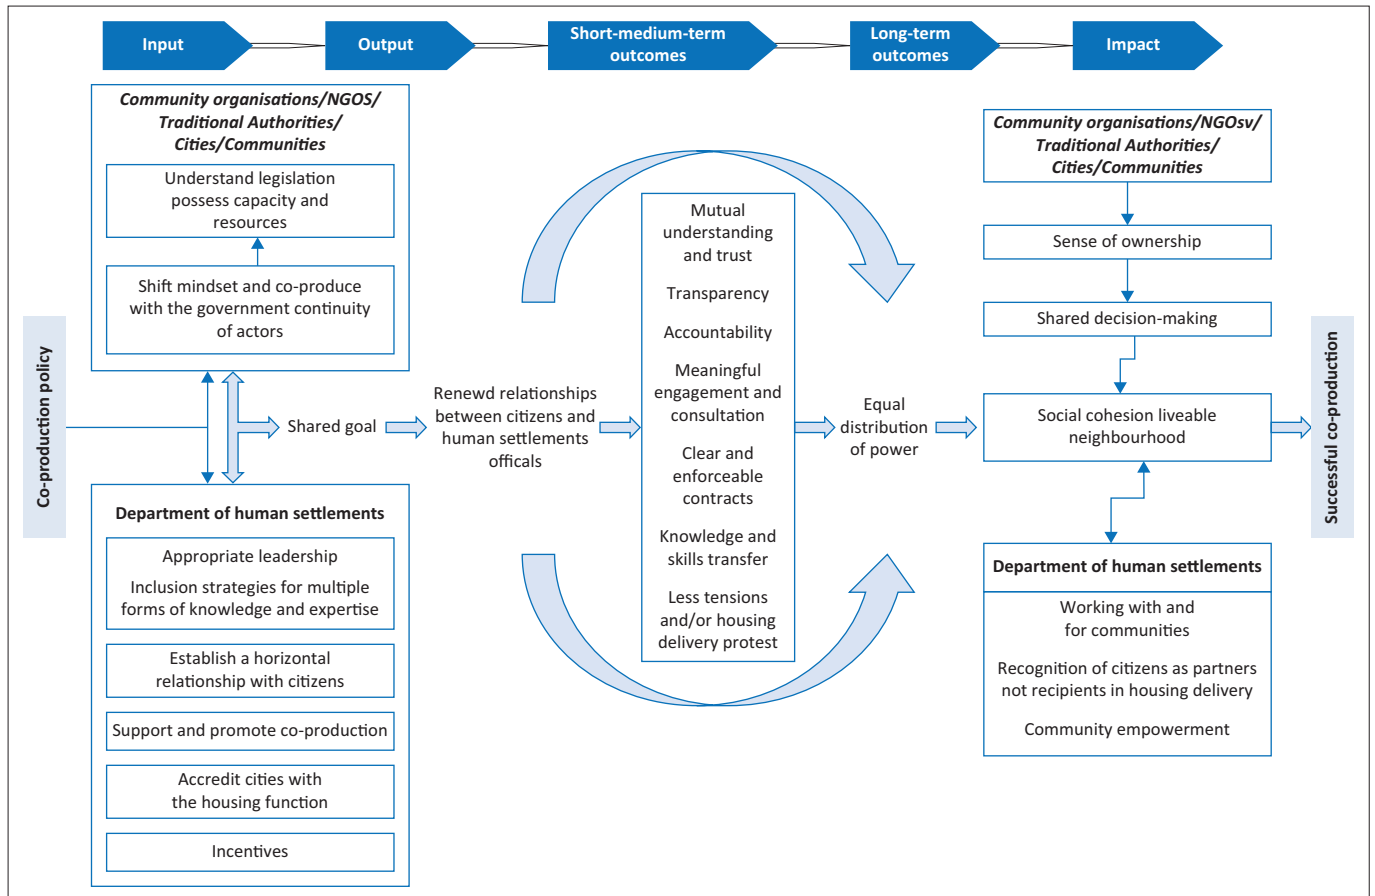 Input
Output
Short-medium-term
outcomes
Long-term
outcomes
Impact
Co-production policy
Community organisations/NGOS/
Traditional Authorities/
Cities/Communities
Understand legislation
possess capacity and
resources
Shift mindset and co-produce
with the government continuity
of actors
Department of human settlements
Appropriate leadership
Inclusion strategies for multiple
forms of knowledge and expertise
Establish a horizontal
relationship with citizens
Support and promote co-production
Accredit cities with
the housing function
Incentives
Shared goal
Renewd relationships
between citizens and
human settlements
officals
Mutual
understanding
and trust
Transparency
Accountability
Meaningful
engagement and
consultation
Clear and
enforceable
contracts
Knowledge and
skills transfer
Less tensions
and/or housing
delivery protest
Equal
distribution
of power
Community organisations/NGOsv/
Traditional Authorities/
Cities/Communities
Sense of ownership
Shared decision-making
Social cohesion liveable
neighbourhood
Department of human settlements
Working with and
for communities
Recognition of citizens as partners
not recipients in housing delivery
Community empowerment
Successful co-production